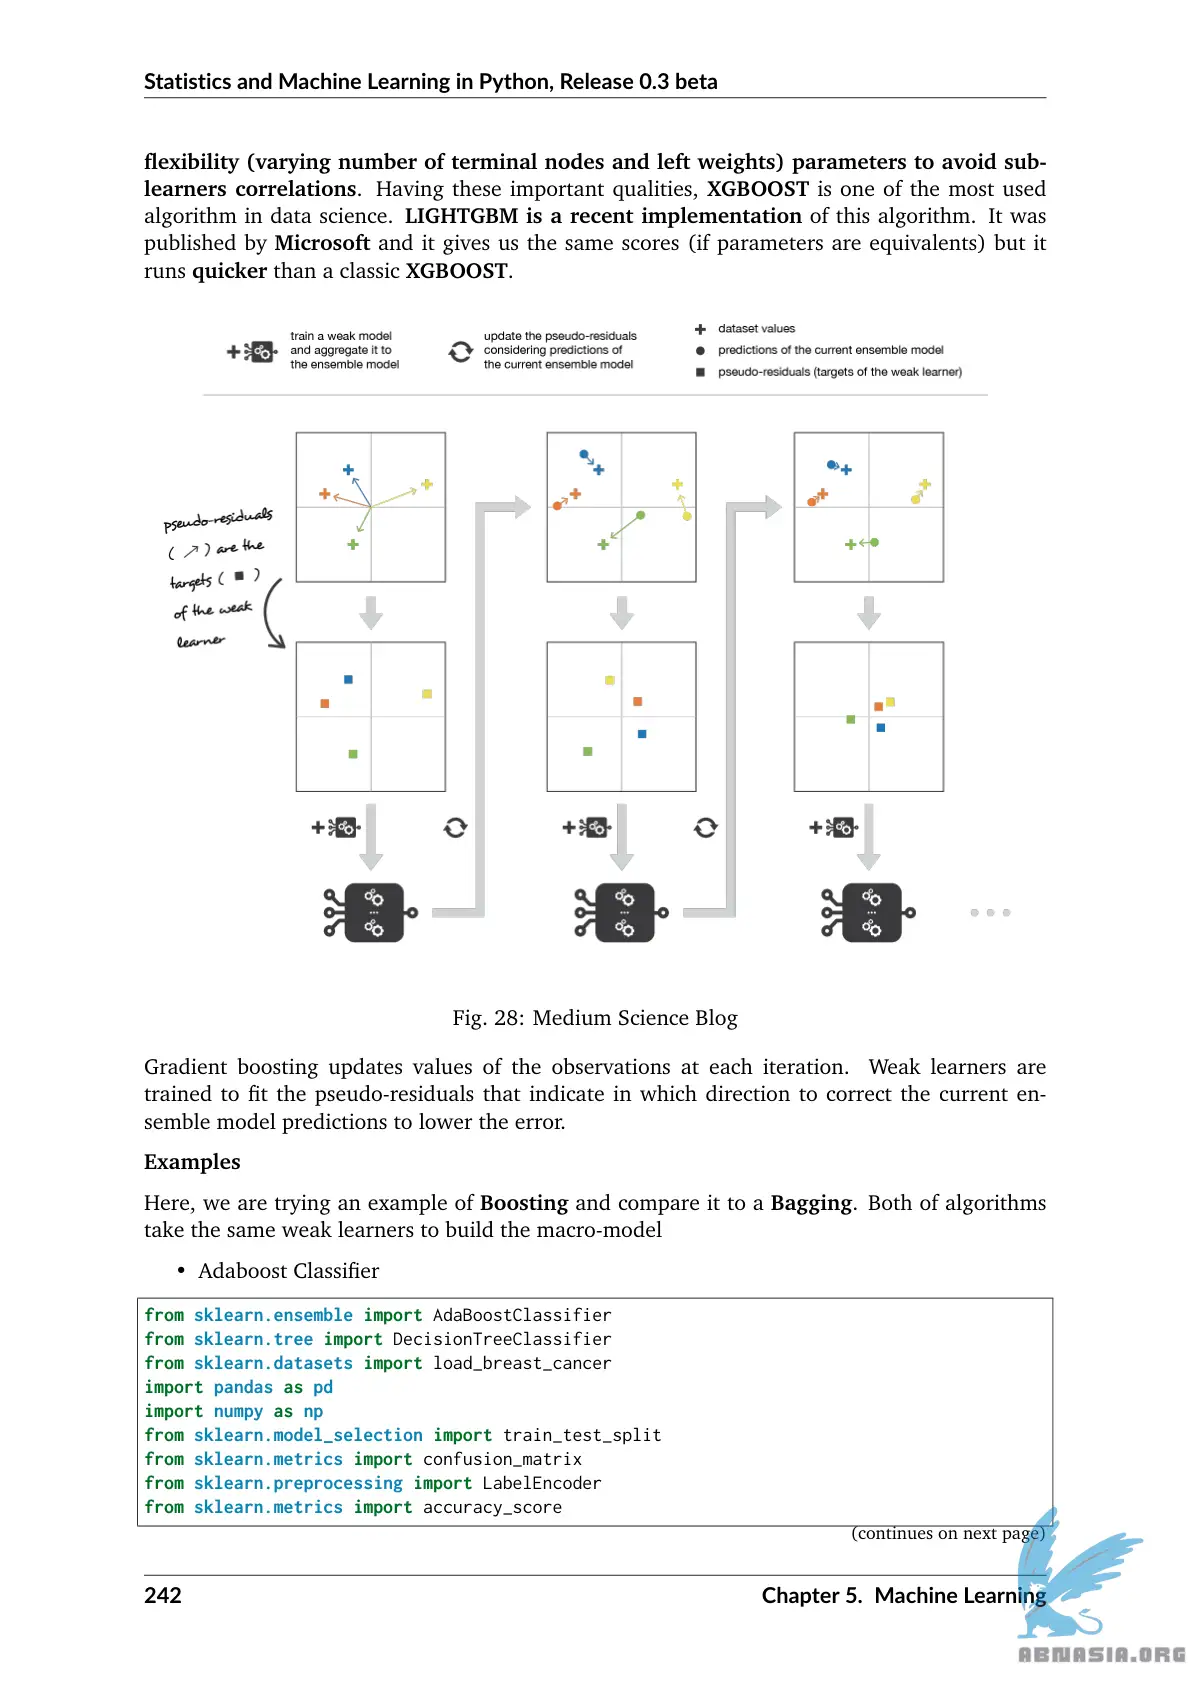 Statistics and Machine Learning in Python, Release 0.3 beta
flexibility (varying number of terminal nodes and left weights) parameters to avoid sub-
learners correlations. Having these important qualities, XGBOOST is one of the most used
algorithm in data science. LIGHTGBM is a recent implementation of this algorithm. It was
published by Microsoft and it gives us the same scores (if parameters are equivalents) but it
runs quicker than a classic XGBOOST.
train a weak model
and aggregate it to
the ensemble model
update the pseudo-residuals
considering predictions of
the current ensemble model
dataset values
predictions of the current ensemble model
pseudo-residuals (targets of the weak learner)
pseudo-residuals
( ↗ ) are the
targets ( ■ )
of the weak
learner
Fig. 28: Medium Science Blog
Gradient boosting updates values of the observations at each iteration. Weak learners are
trained to fit the pseudo-residuals that indicate in which direction to correct the current en-
semble model predictions to lower the error.
Examples
Here, we are trying an example of Boosting and compare it to a Bagging. Both of algorithms
take the same weak learners to build the macro-model
• Adaboost Classifier
from sklearn.ensemble import AdaBoostClassifier
from sklearn.tree import DecisionTreeClassifier
from sklearn.datasets import load_breast_cancer
import pandas as pd
import numpy as np
from sklearn.model_selection import train_test_split
from sklearn.metrics import confusion_matrix
from sklearn.preprocessing import LabelEncoder
from sklearn.metrics import accuracy_score
(continues on next page)
242
Chapter 5. Machine Learning
ABNASIA.ORG